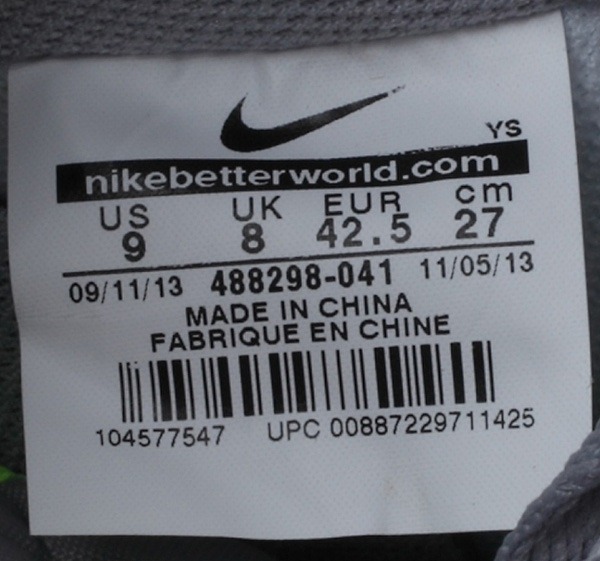 YS
nikebetterworld.com
US UK EUR cm
9 8 42.5 27
09/11/13 488298-041 11/05/13
MADE IN CHINA
FABRIQUE EN CHINE
104577547 UPC 00887229711425